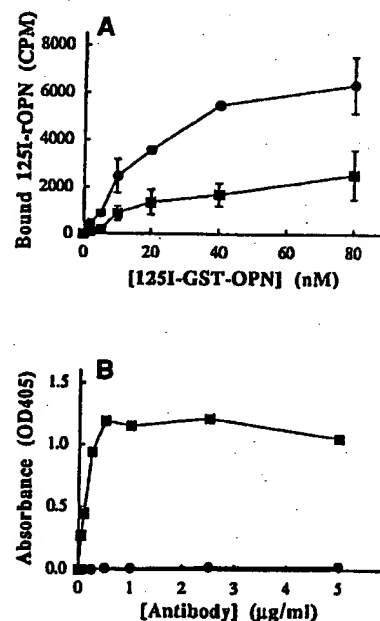 A
8000
6000
4000
2000
0
Bound 125I-rOPN (CPM)
0 20 40 60 80
[125I-GST-OPN] (nM)
B
1.5
1.0
0.5
0.0
Absorbance (OD405)
0 1 2 3 4 5
[Antibody] (µg/ml)